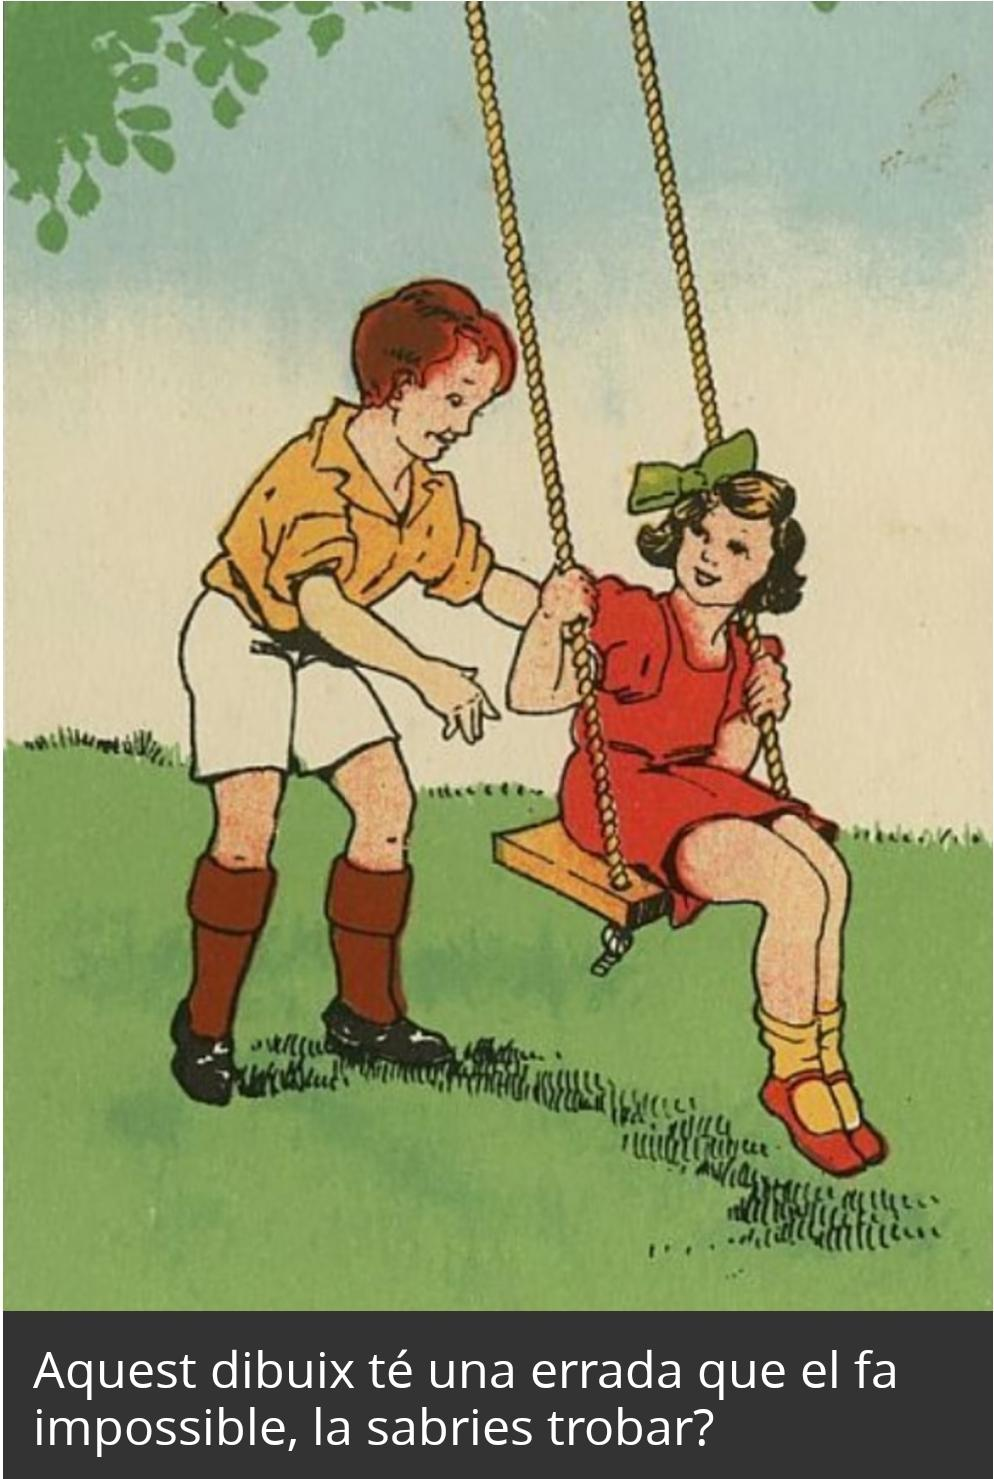 Aquest dibuix té una errada que el fa
impossible, la sabries trobar?